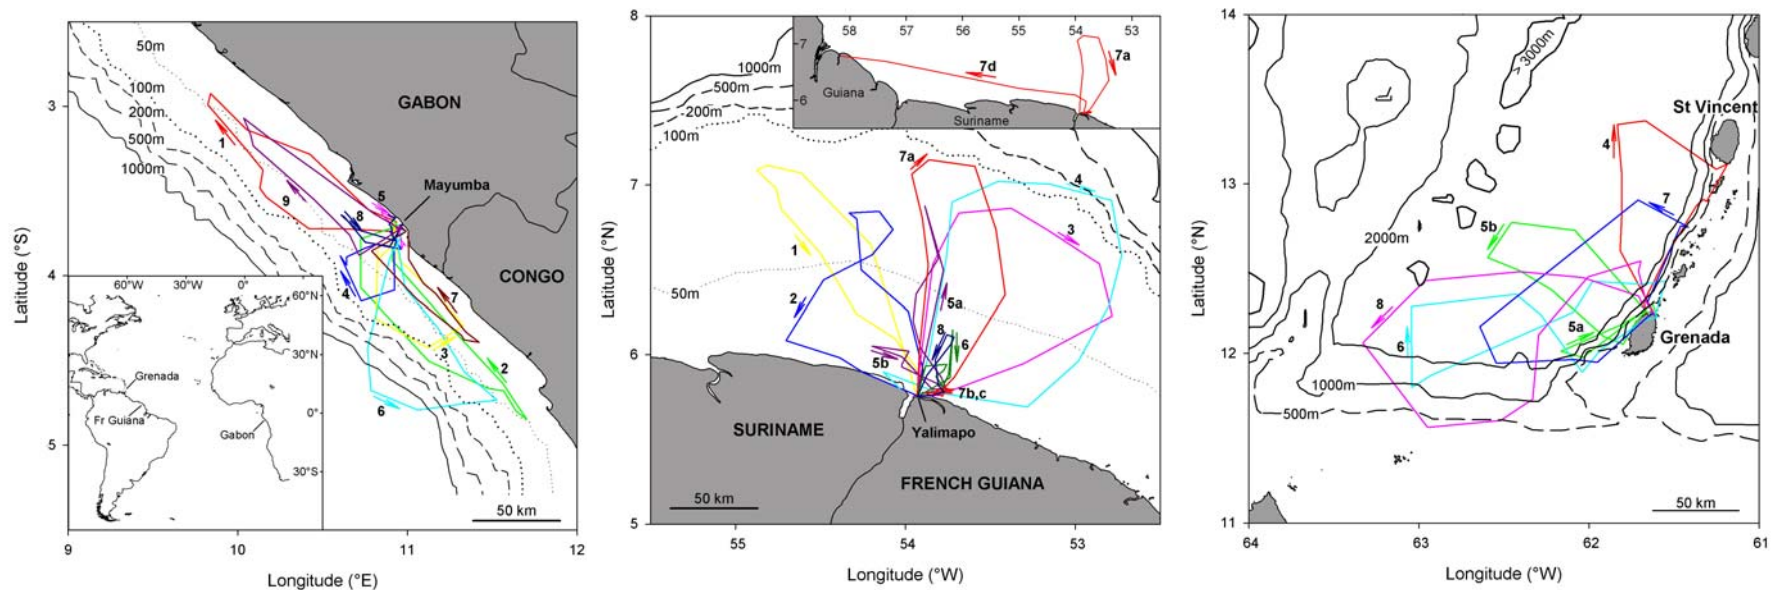 50m
100m
200m
500m
1000m
GABON
Mayumba
CONGO
1
9
5
8
4
7
3
2
6
60°W
30°W
0°
60°N
30°N
0°
30°S
Grenada
Fr Guiana
Gabon
50 km
3
4
5
9
10
11
12
Latitude (°S)
Longitude (°E)
8
7
6
5
58
57
56
55
54
53
7
6
7d
7a
Guiana
Suriname
1000m
500m
200m
100m
50m
7a
4
3
1
2
5a
8
6
5b
7b,c
SURINAME
Yalimapo
FRENCH GUIANA
50 km
55
54
53
Latitude (°N)
Longitude (°W)
14
13
12
11
> 3000m
St Vincent
4
7
5b
2000m
8
6
5a
Grenada
1000m
500m
50 km
64
63
62
61
Latitude (°N)
Longitude (°W)